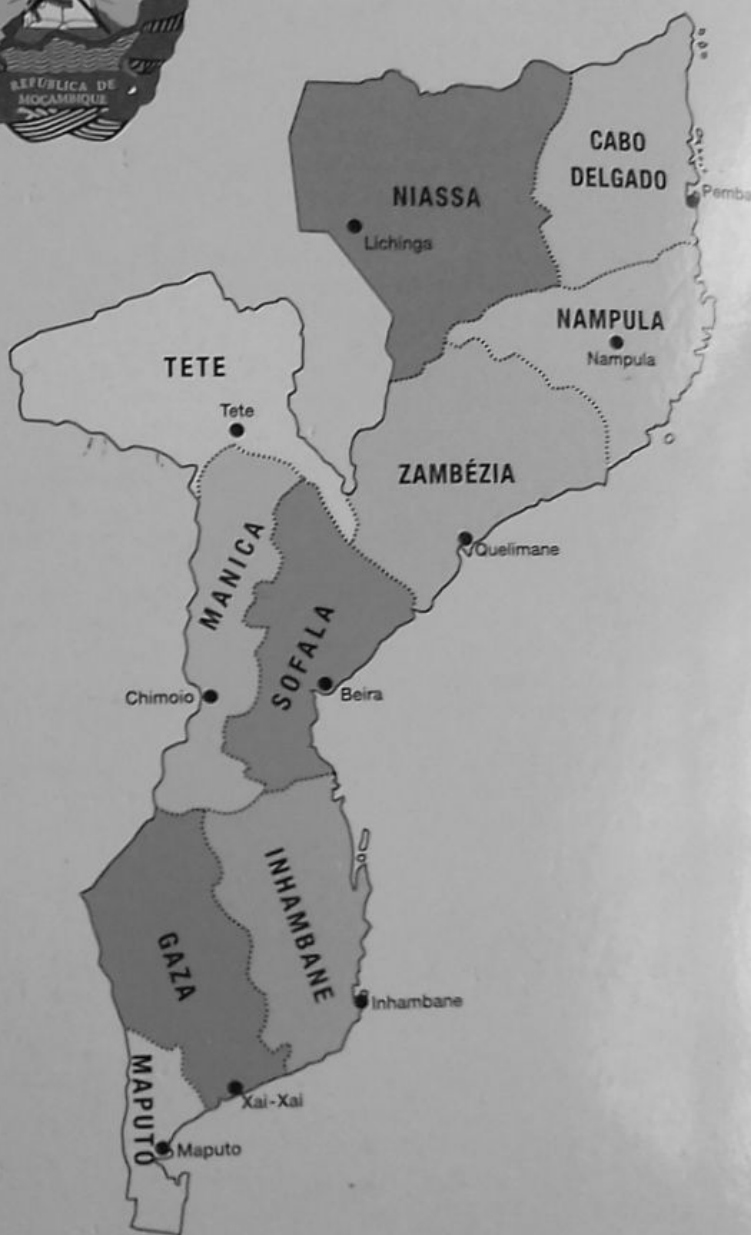 REPÚBLICA DE
MOÇAMBIQUE
CABO
DELGADO
Pemba
NIASSA
Lichinga
NAMPULA
Nampula
TETE
Tete
ZAMBÉZIA
Quelimane
MANICA
SOFALA
Chimoio
Beira
INHAMBANE
GAZA
Inhambane
MAPUTO
Xai-Xai
Maputo